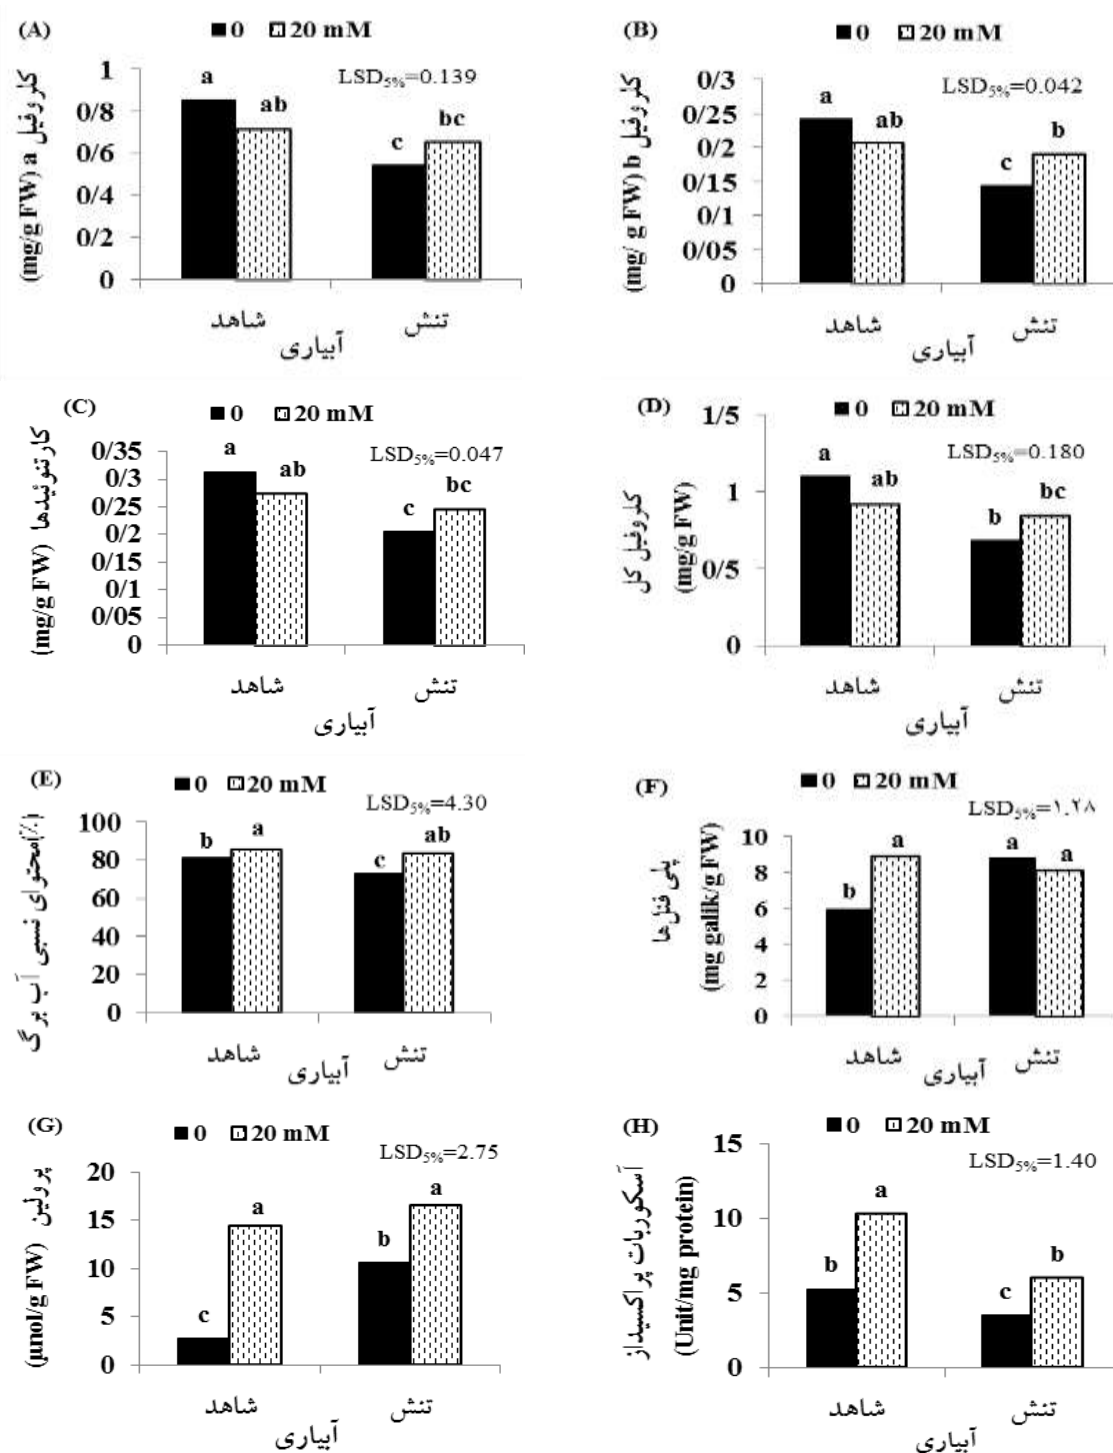 (A)
0 20 mM
LSD5%=0.139
کلروفیل a (mg/g FW)
1
0/8
0/6
0/4
0/2
0
a
ab
c
bc
شاهد تنش
آبیاری
(B)
0 20 mM
LSD5%=0.042
کلروفیل b (mg/ g FW)
0/3
0/25
0/2
0/15
0/1
0/05
0
a
ab
c
b
شاهد تنش
آبیاری
(C)
0 20 mM
LSD5%=0.047
کارتنوئیدها (mg/g FW)
0/35
0/3
0/25
0/2
0/15
0/1
0/05
0
a
ab
c
bc
شاهد تنش
آبیاری
(D)
0 20 mM
LSD5%=0.180
کلروفیل کل
(mg/g FW)
1/5
1
0/5
0
a
ab
b
bc
شاهد تنش
آبیاری
(E)
0 20 mM
LSD5%=4.30
محتوای نسبی آب برگ (٪)
100
80
60
40
20
0
b
a
c
ab
شاهد تنش
آبیاری
(F)
0 20 mM
LSD5%=۱.۲۸
پلی فنل‌ها
(mg galik/g FW)
10
8
6
4
2
0
b
a
a
a
شاهد تنش
آبیاری
(G)
0 20 mM
LSD5%=2.75
پرولین (µmol/g FW)
20
15
10
5
0
c
a
b
a
شاهد تنش
آبیاری
(H)
0 20 mM
LSD5%=1.40
آسکوربات پراکسیداز
(Unit/mg protein)
15
10
5
0
b
a
c
b
شاهد تنش
آبیاری